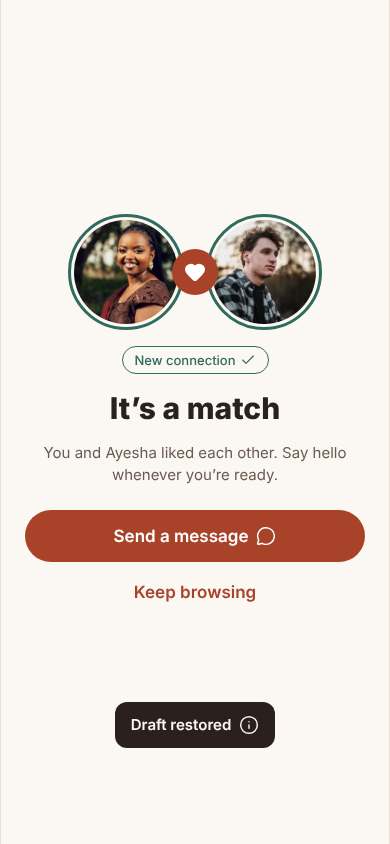 New connection
It’s a match
You and Ayesha liked each other. Say hello
whenever you’re ready.
Send a message
Keep browsing
Draft restored